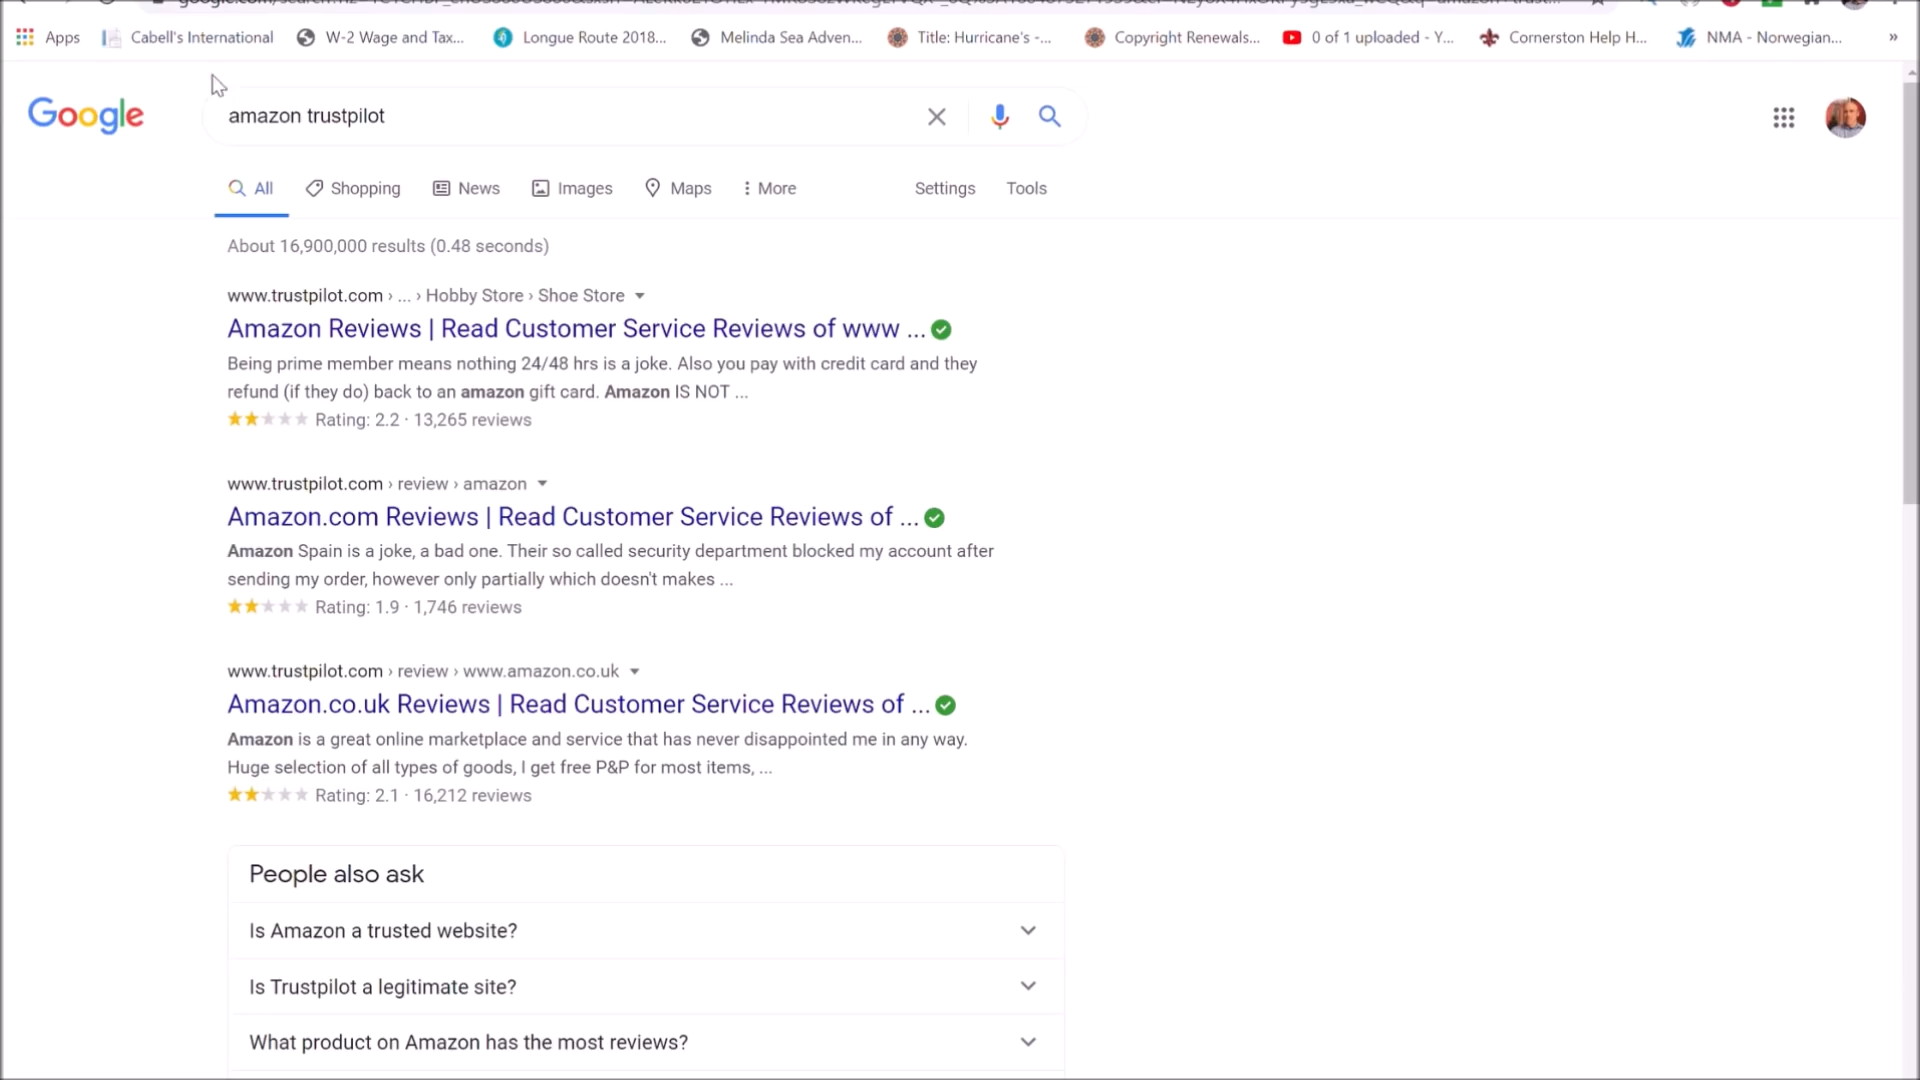 Apps Cabell's International W-2 Wage and Tax... Longue Route 2018... Melinda Sea Adven... Title: Hurricane's -... Copyright Renewals... 0 of 1 uploaded - Y... Cornerston Help H... NMA - Norwegian... »
Google
amazon trustpilot
All Shopping News Images Maps More Settings Tools
About 16,900,000 results (0.48 seconds)
www.trustpilot.com › ... › Hobby Store › Shoe Store
Amazon Reviews | Read Customer Service Reviews of www ...
Being prime member means nothing 24/48 hrs is a joke. Also you pay with credit card and they
refund (if they do) back to an amazon gift card. Amazon IS NOT ...
Rating: 2.2 · 13,265 reviews
www.trustpilot.com › review › amazon
Amazon.com Reviews | Read Customer Service Reviews of ...
Amazon Spain is a joke, a bad one. Their so called security department blocked my account after
sending my order, however only partially which doesn't makes ...
Rating: 1.9 · 1,746 reviews
www.trustpilot.com › review › www.amazon.co.uk
Amazon.co.uk Reviews | Read Customer Service Reviews of ...
Amazon is a great online marketplace and service that has never disappointed me in any way.
Huge selection of all types of goods, I get free P&P for most items, ...
Rating: 2.1 · 16,212 reviews
People also ask
Is Amazon a trusted website?
Is Trustpilot a legitimate site?
What product on Amazon has the most reviews?